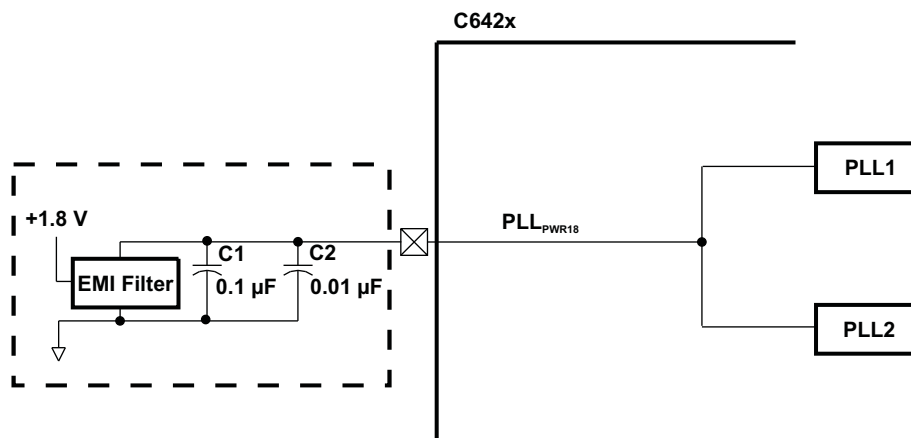 C642x
PLL1
+1.8 V
PLLPWR18
C1
C2
EMI Filter
0.1 µF
0.01 µF
PLL2